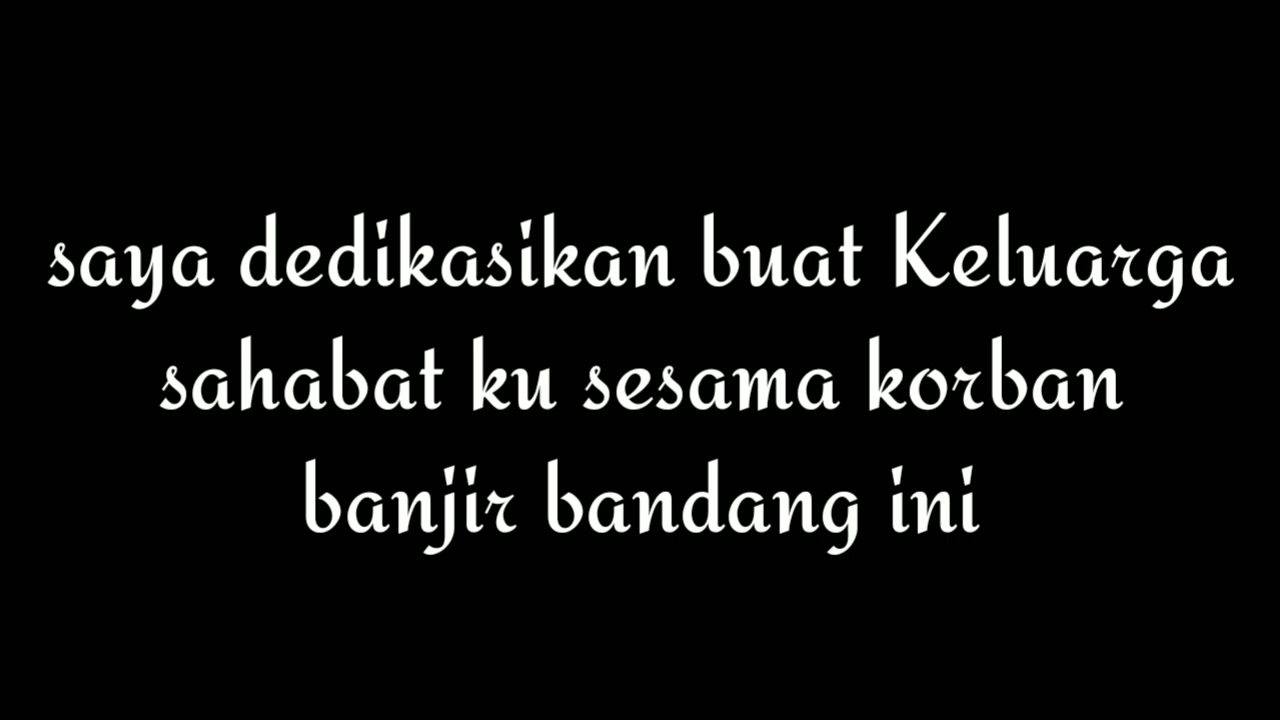 saya dedikasikan buat Keluarga
sahabat ku sesama korban
banjir bandang ini